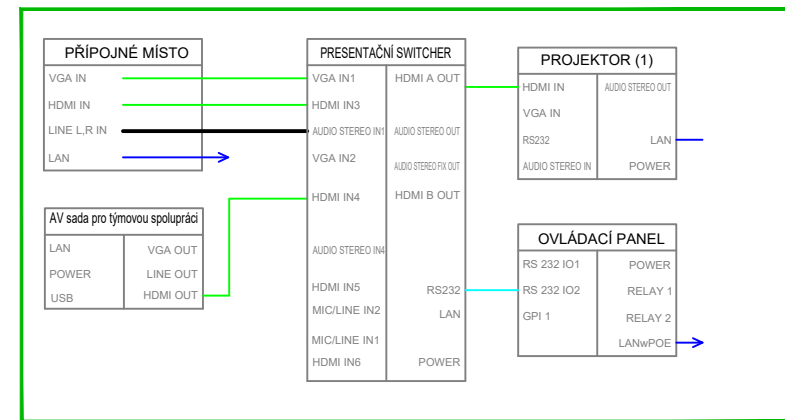 PŘÍPOJNÉ MÍSTO
VGA IN
HDMI IN
LINE L,R IN
LAN
AV sada pro týmovou spolupráci
LAN
POWER
USB
VGA OUT
LINE OUT
HDMI OUT
PRESENTAČNÍ SWITCHER
VGA IN1
HDMI IN3
AUDIO STEREO IN1
VGA IN2
HDMI IN4
AUDIO STEREO IN4
HDMI IN5
MIC/LINE IN2
MIC/LINE IN1
HDMI IN6
HDMI A OUT
AUDIO STEREO OUT
AUDIO STEREO FIX OUT
HDMI B OUT
RS232
LAN
POWER
PROJEKTOR (1)
HDMI IN
VGA IN
RS232
AUDIO STEREO IN
AUDIO STEREO OUT
LAN
POWER
OVLÁDACÍ PANEL
RS 232 IO1
RS 232 IO2
GPI 1
POWER
RELAY 1
RELAY 2
LANwPOE